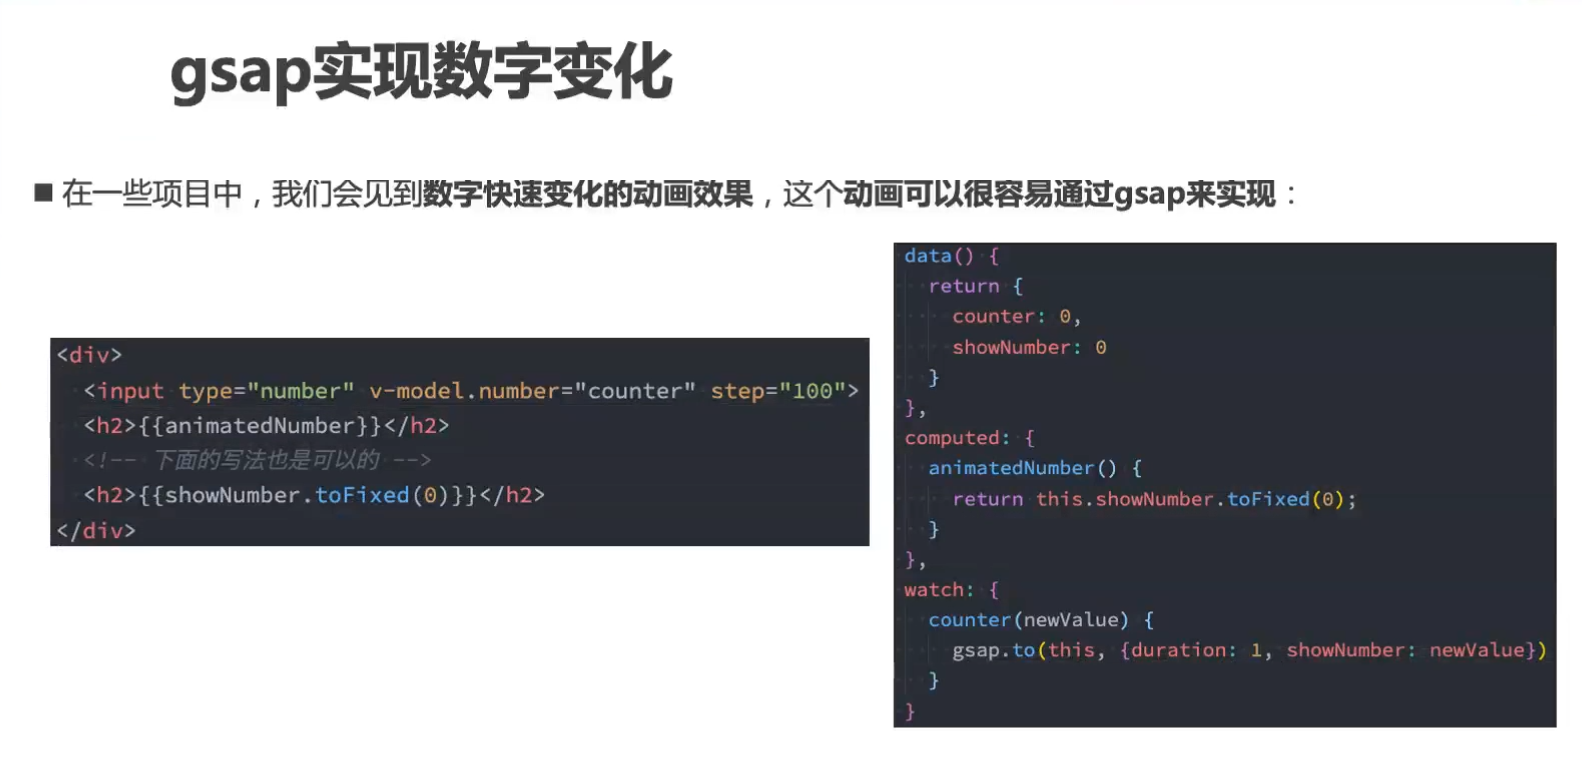 gsap实现数字变化
■ 在一些项目中，我们会见到数字快速变化的动画效果，这个动画可以很容易通过gsap来实现：
<div>
  <input type="number" v-model.number="counter" step="100">
  <h2>{{animatedNumber}}</h2>
  <!-- 下面的写法也是可以的 -->
  <h2>{{showNumber.toFixed(0)}}</h2>
</div>
data() {
  return {
    counter: 0,
    showNumber: 0
  }
},
computed: {
  animatedNumber() {
    return this.showNumber.toFixed(0);
  }
},
watch: {
  counter(newValue) {
    gsap.to(this, {duration: 1, showNumber: newValue})
  }
}